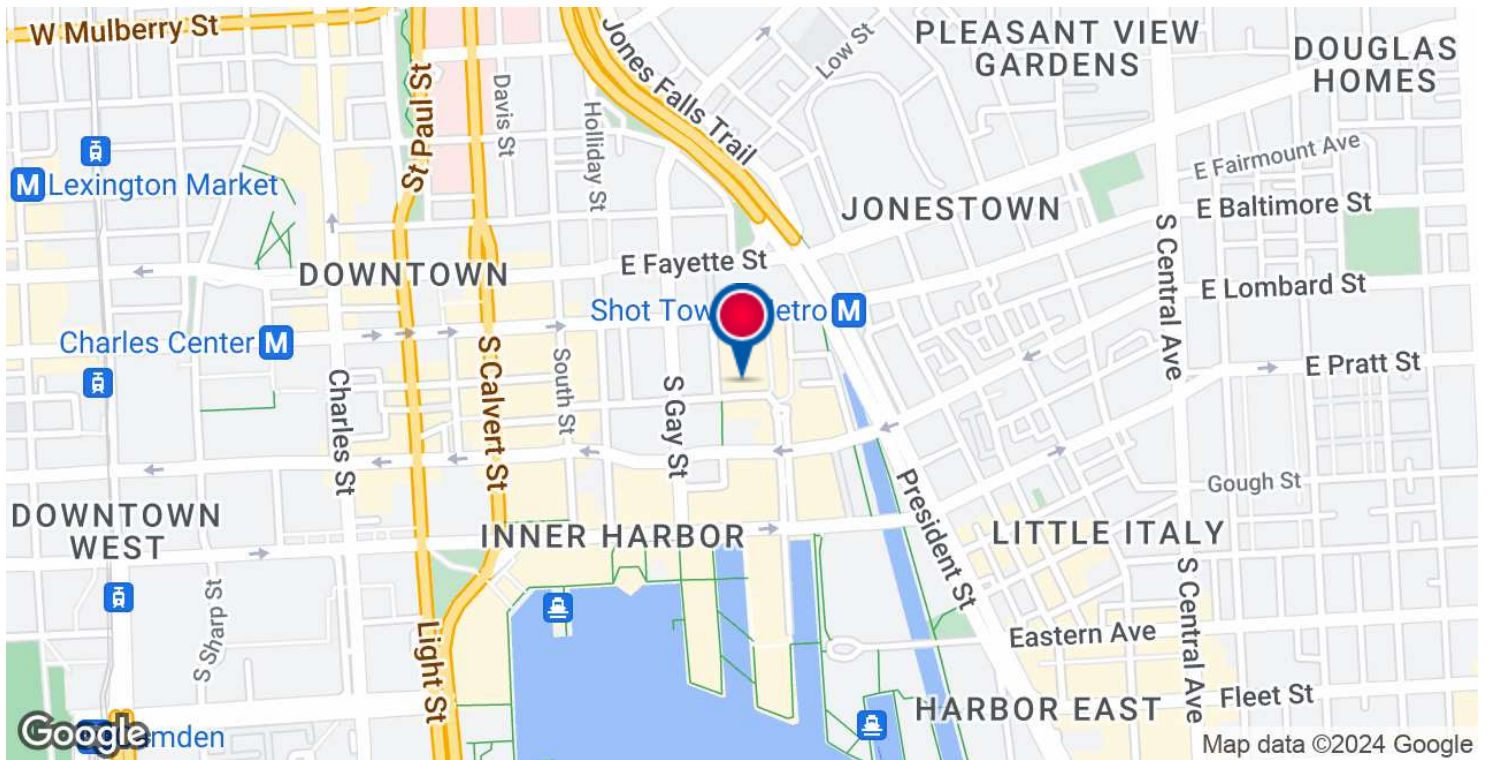 W Mulberry St
St Paul St
Davis St
Holliday St
Jones Falls Trail
Low St
PLEASANT VIEW
GARDENS
DOUGLAS
HOMES
M Lexington Market
E Fairmount Ave
E Baltimore St
JONESTOWN
S Central Ave
DOWNTOWN
E Fayette St
E Lombard St
Charles Center M
M
Charles St
S Calvert St
South St
S Gay St
E Pratt St
DOWNTOWN
WEST
INNER HARBOR
President St
LITTLE ITALY
Gough St
S Sharp St
Light St
Eastern Ave
S Central Ave
HARBOR EAST
Fleet St
Google
Map data ©2024 Google